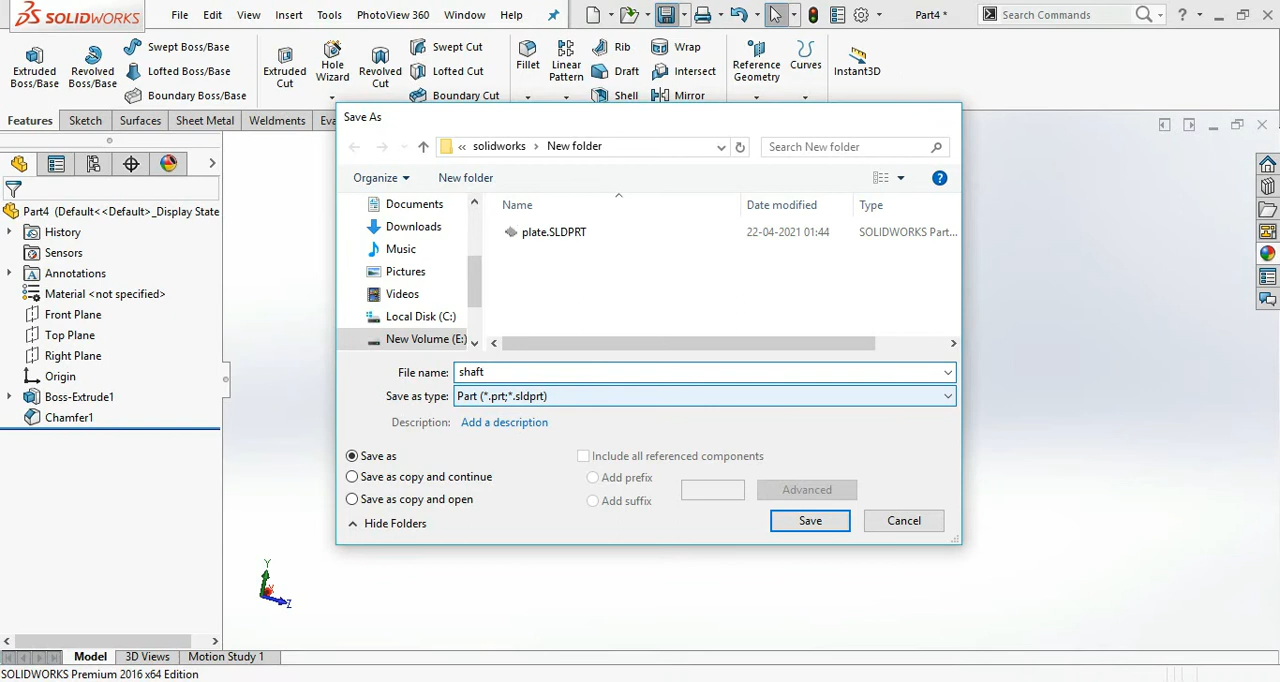 SOLIDWORKS File Edit View Insert Tools PhotoView 360 Window Help Part4 * Search Commands ?
Extruded Boss/Base
Revolved Boss/Base
Swept Boss/Base
Lofted Boss/Base
Boundary Boss/Base
Extruded Cut
Hole Wizard
Revolved Cut
Swept Cut
Lofted Cut
Boundary Cut
Fillet
Linear Pattern
Rib
Draft
Shell
Wrap
Intersect
Mirror
Reference Geometry
Curves
Instant3D
Features Sketch Surfaces Sheet Metal Weldments Eva
Part4 (Default<<Default>_Display State
History
Sensors
Annotations
Material <not specified>
Front Plane
Top Plane
Right Plane
Origin
Boss-Extrude1
Chamfer1
Save As
« solidworks > New folder Search New folder
Organize New folder ?
Documents
Downloads
Music
Pictures
Videos
Local Disk (C:)
New Volume (E:)
Name Date modified Type
plate.SLDPRT 22-04-2021 01:44 SOLIDWORKS Part...
File name: shaft
Save as type: Part (*.prt;*.sldprt)
Description: Add a description
Save as
Save as copy and continue
Save as copy and open
Include all referenced components
Add prefix
Add suffix
Advanced
Hide Folders
Save Cancel
Y
Z
Model 3D Views Motion Study 1
SOLIDWORKS Premium 2016 x64 Edition